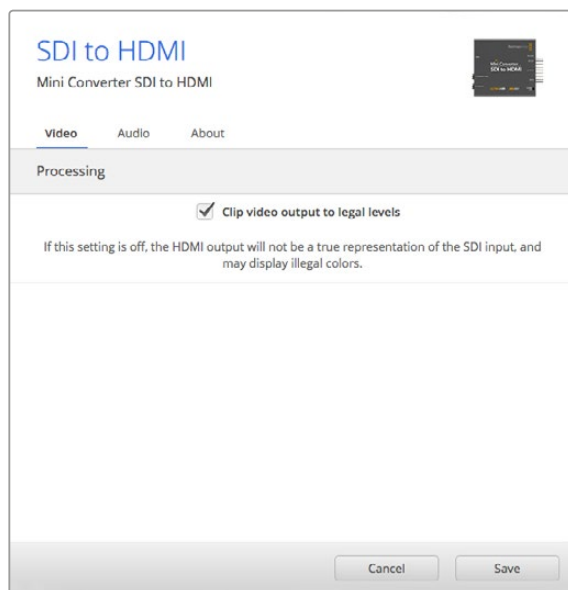 SDI to HDMI
Mini Converter SDI to HDMI
Video Audio About
Processing
Clip video output to legal levels
If this setting is off, the HDMI output will not be a true representation of the SDI input, and
may display illegal colors.
Cancel Save